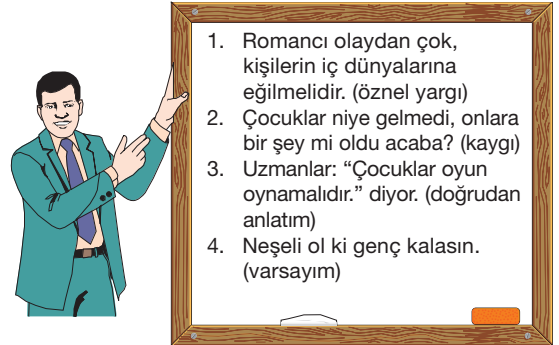 1. Romancı olaydan çok,
kişilerin iç dünyalarına
eğilmelidir. (öznel yargı)
2. Çocuklar niye gelmedi, onlara
bir şey mi oldu acaba? (kaygı)
3. Uzmanlar: “Çocuklar oyun
oynamalıdır.” diyor. (doğrudan
anlatım)
4. Neşeli ol ki genç kalasın.
(varsayım)